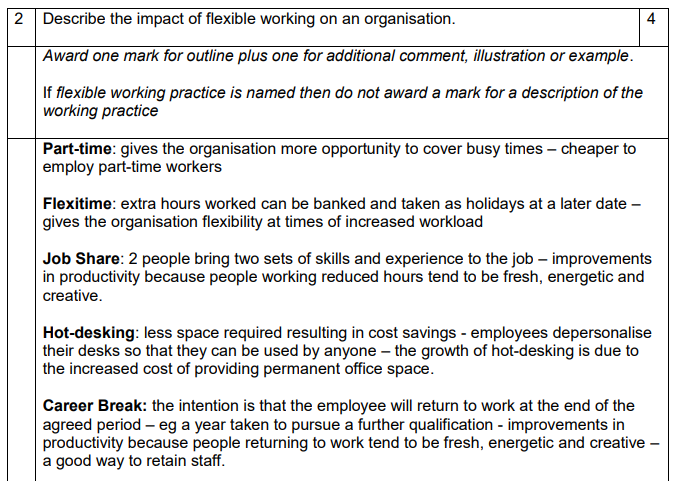 2 Describe the impact of flexible working on an organisation. 4
Award one mark for outline plus one for additional comment, illustration or example.
If flexible working practice is named then do not award a mark for a description of the
working practice
Part-time: gives the organisation more opportunity to cover busy times – cheaper to
employ part-time workers
Flexitime: extra hours worked can be banked and taken as holidays at a later date –
gives the organisation flexibility at times of increased workload
Job Share: 2 people bring two sets of skills and experience to the job – improvements
in productivity because people working reduced hours tend to be fresh, energetic and
creative.
Hot-desking: less space required resulting in cost savings - employees depersonalise
their desks so that they can be used by anyone – the growth of hot-desking is due to
the increased cost of providing permanent office space.
Career Break: the intention is that the employee will return to work at the end of the
agreed period – eg a year taken to pursue a further qualification - improvements in
productivity because people returning to work tend to be fresh, energetic and creative –
a good way to retain staff.